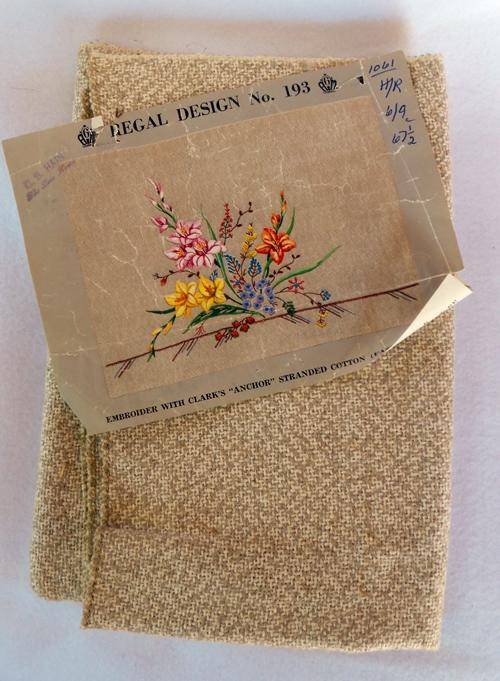 REGAL DESIGN No. 193
1061
H/R
6/9
67½
EMBROIDER WITH CLARK'S "ANCHOR" STRANDED COTTON